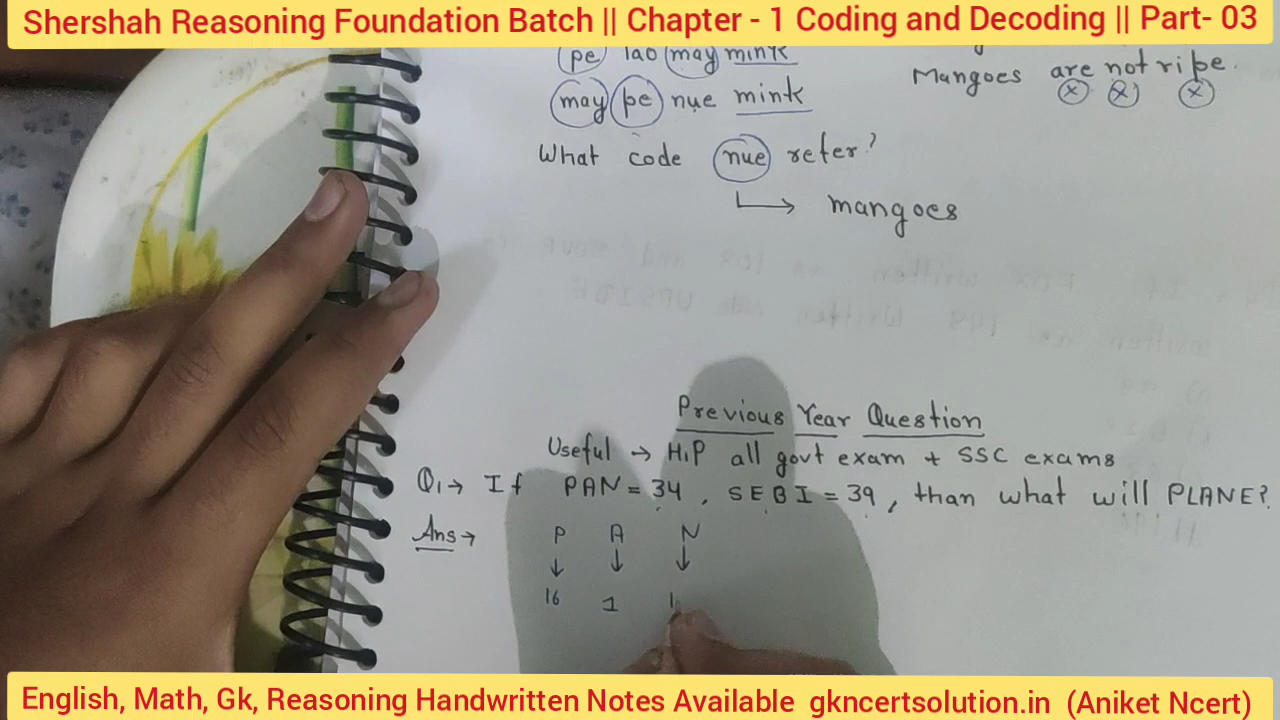 Shershah Reasoning Foundation Batch || Chapter - 1 Coding and Decoding || Part- 03
pe lao may mink
Mangoes are not ripe.
may pe nue mink
What code nue refer?
mangoes
Previous Year Question
Useful → H.P all govt exam + SSC exams
Q1→ If PAN = 34 , SEBI = 39 , than what will PLANE?
Ans→ P A N
16 1 1
English, Math, Gk, Reasoning Handwritten Notes Available gkncertsolution.in (Aniket Ncert)